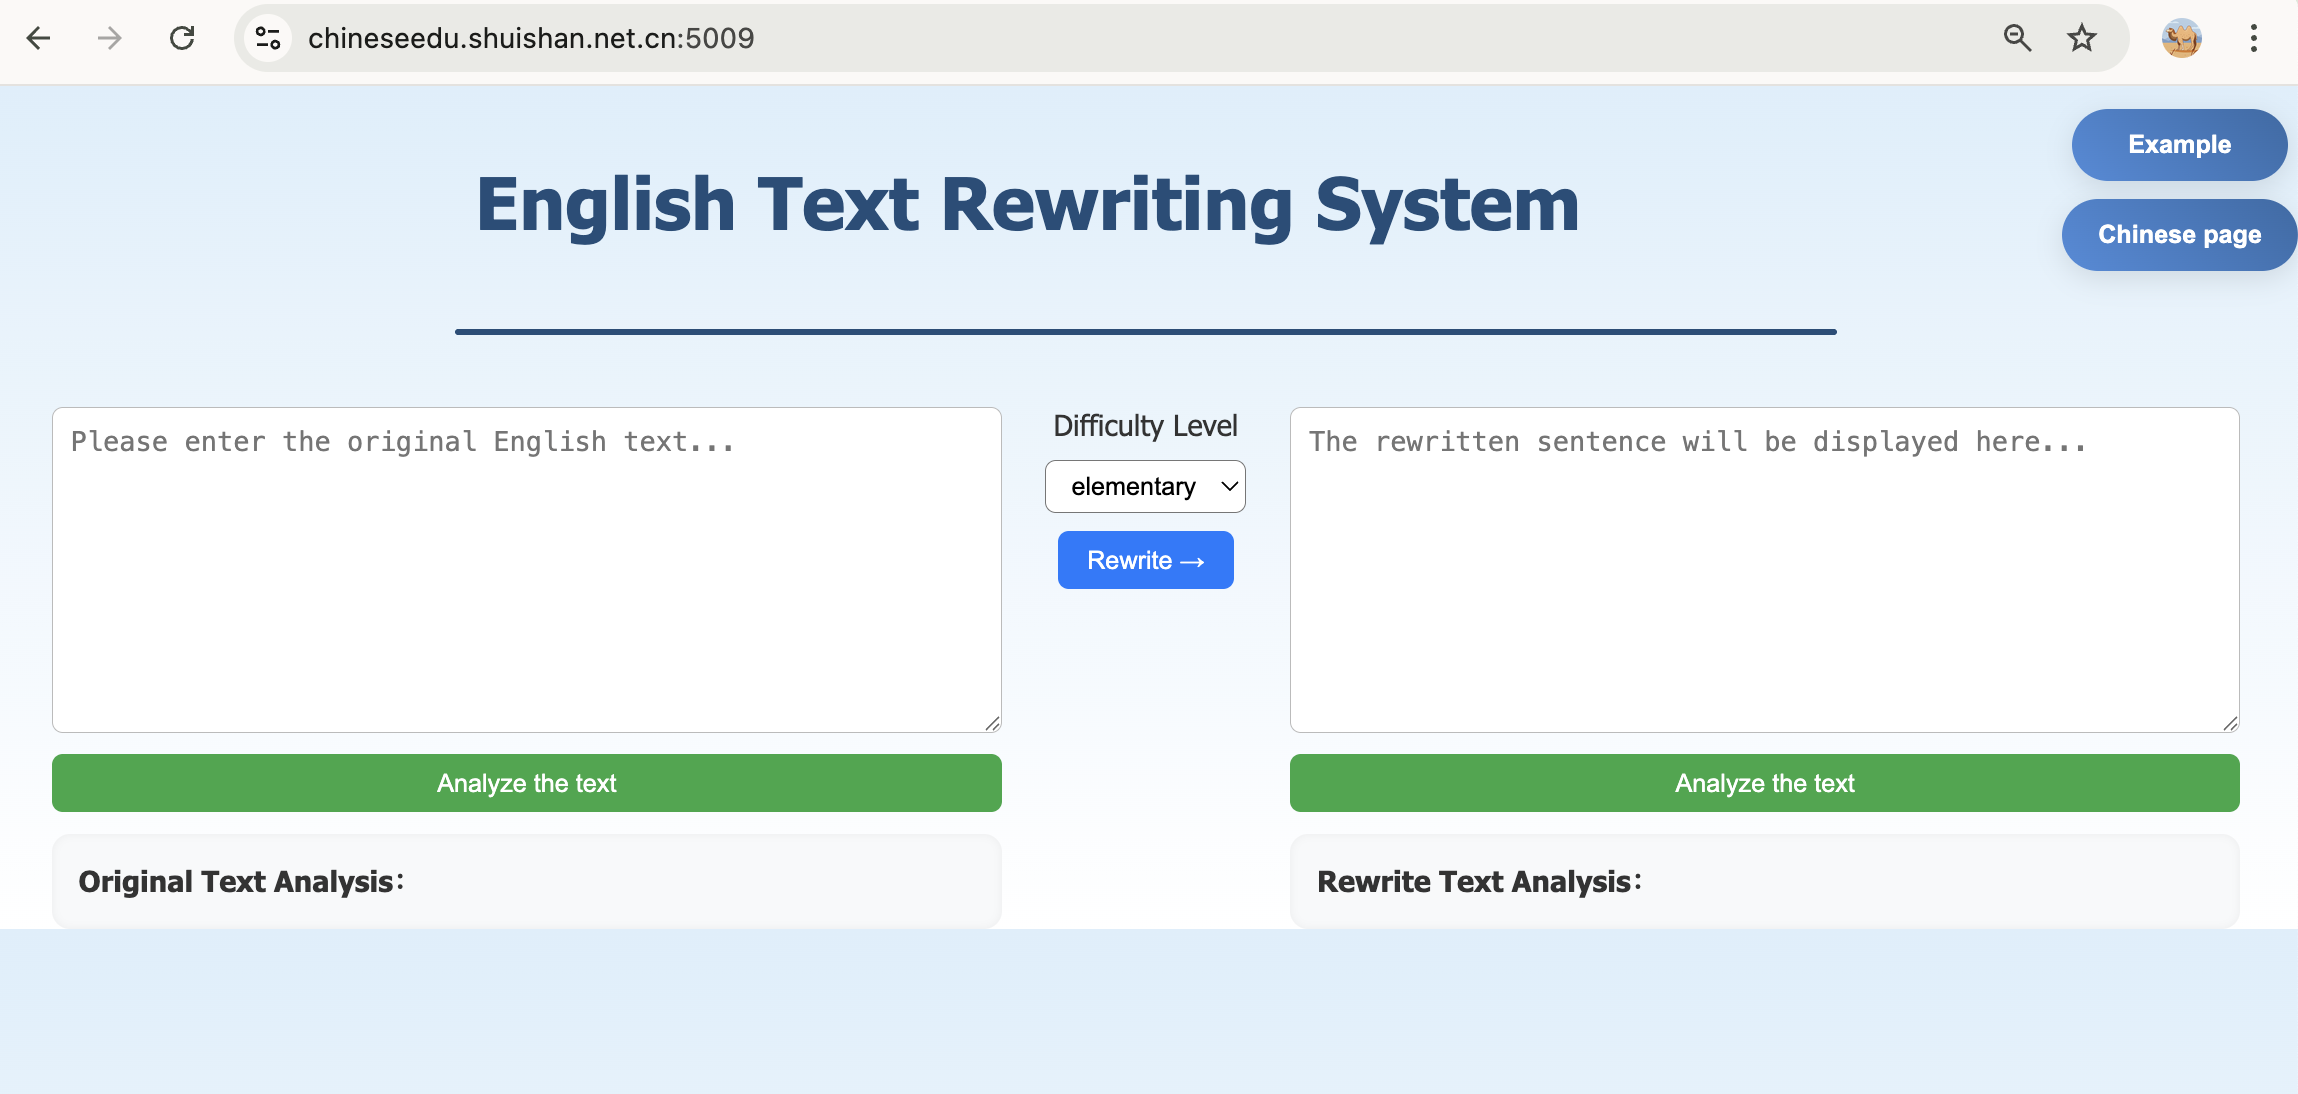 chineseedu.shuishan.net.cn:5009
Example
Chinese page
English Text Rewriting System
Please enter the original English text...
Difficulty Level
elementary
Rewrite →
The rewritten sentence will be displayed here...
Analyze the text
Analyze the text
Original Text Analysis:
Rewrite Text Analysis: